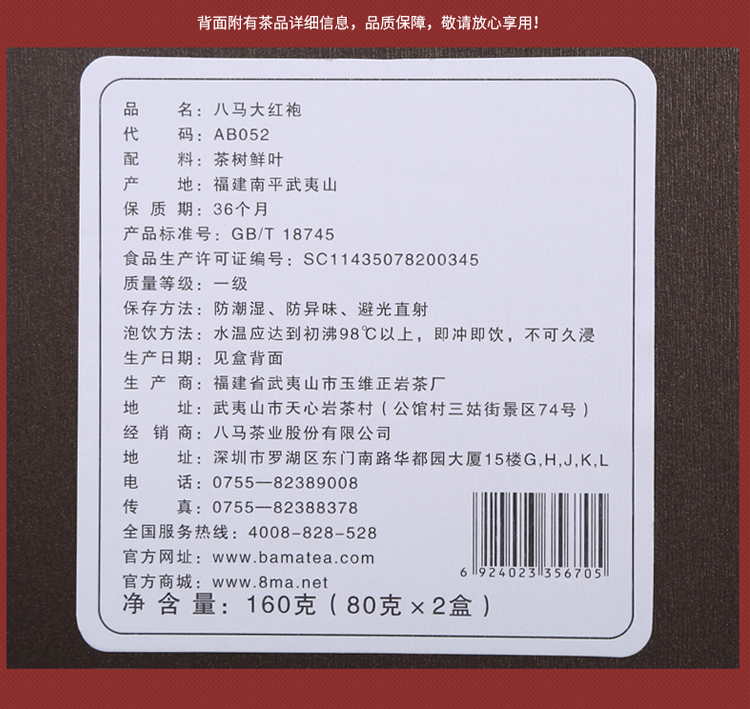 背面附有茶品详细信息，品质保障，敬请放心享用！
品 名：八马大红袍
代 码：AB052
配 料：茶树鲜叶
产 地：福建南平武夷山
保 质 期：36个月
产品标准号：GB/T 18745
食品生产许可证编号：SC11435078200345
质量等级：一级
保存方法：防潮湿、防异味、避光直射
泡饮方法：水温应达到初沸98℃以上，即冲即饮，不可久浸
生产日期：见盒背面
生 产 商：福建省武夷山市玉维正岩茶厂
地 址：武夷山市天心岩茶村（公馆村三姑街景区74号）
经 销 商：八马茶业股份有限公司
地 址：深圳市罗湖区东门南路华都园大厦15楼G,H,J,K,L
电 话：0755—82389008
传 真：0755—82388378
全国服务热线：4008-828-528
官方网址：www.bamatea.com
官方商城：www.8ma.net
净 含 量：160克（80克×2盒）
6 924023 356705